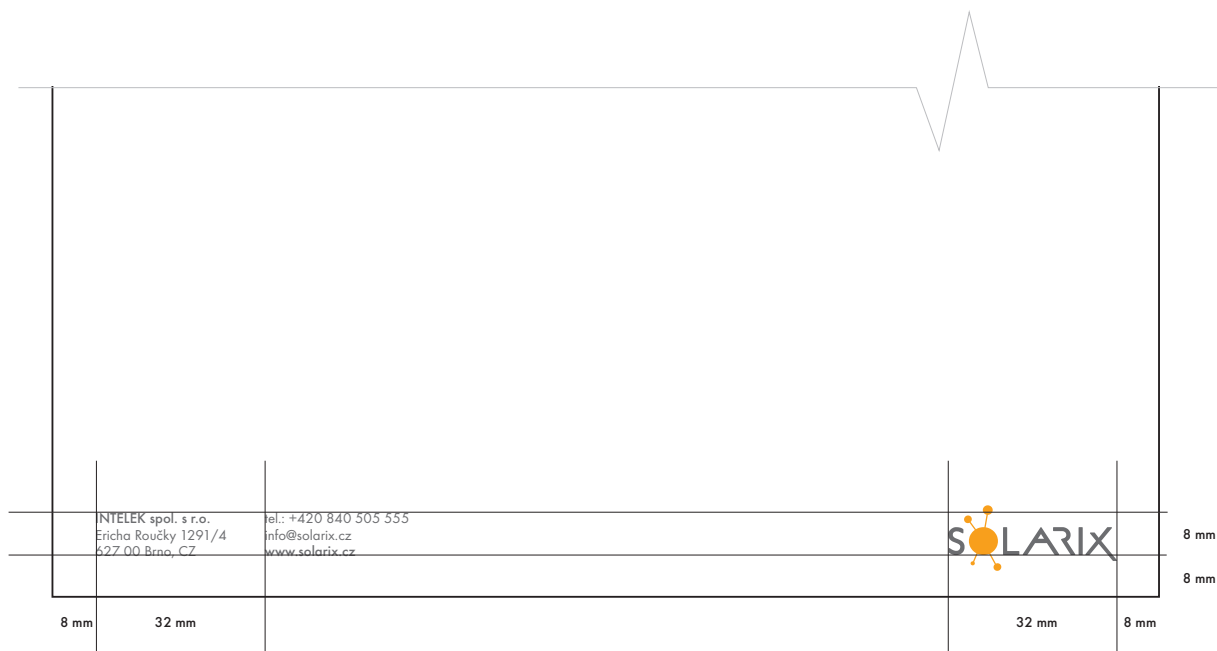 INTELEK spol. s r.o.
Ericha Roučky 1291/4
627 00 Brno, CZ
tel.: +420 840 505 555
info@solarix.cz
www.solarix.cz
SOLARIX
8 mm
8 mm
8 mm
32 mm
32 mm
8 mm